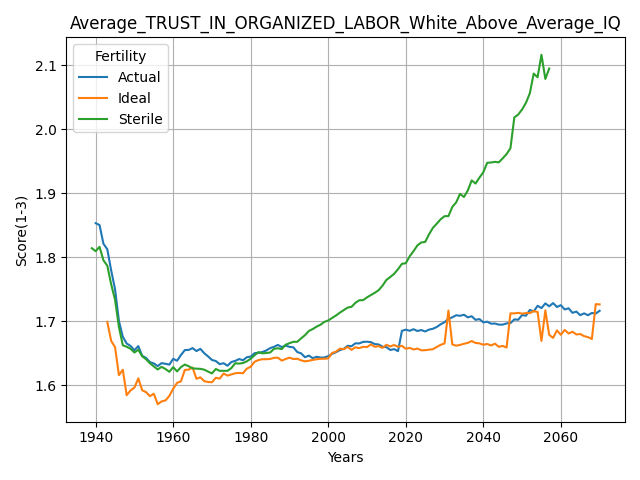 Average_TRUST_IN_ORGANIZED_LABOR_White_Above_Average_IQ
Fertility
Actual
Ideal
Sterile
Score(1-3)
2.1
2.0
1.9
1.8
1.7
1.6
1940 1960 1980 2000 2020 2040 2060
Years